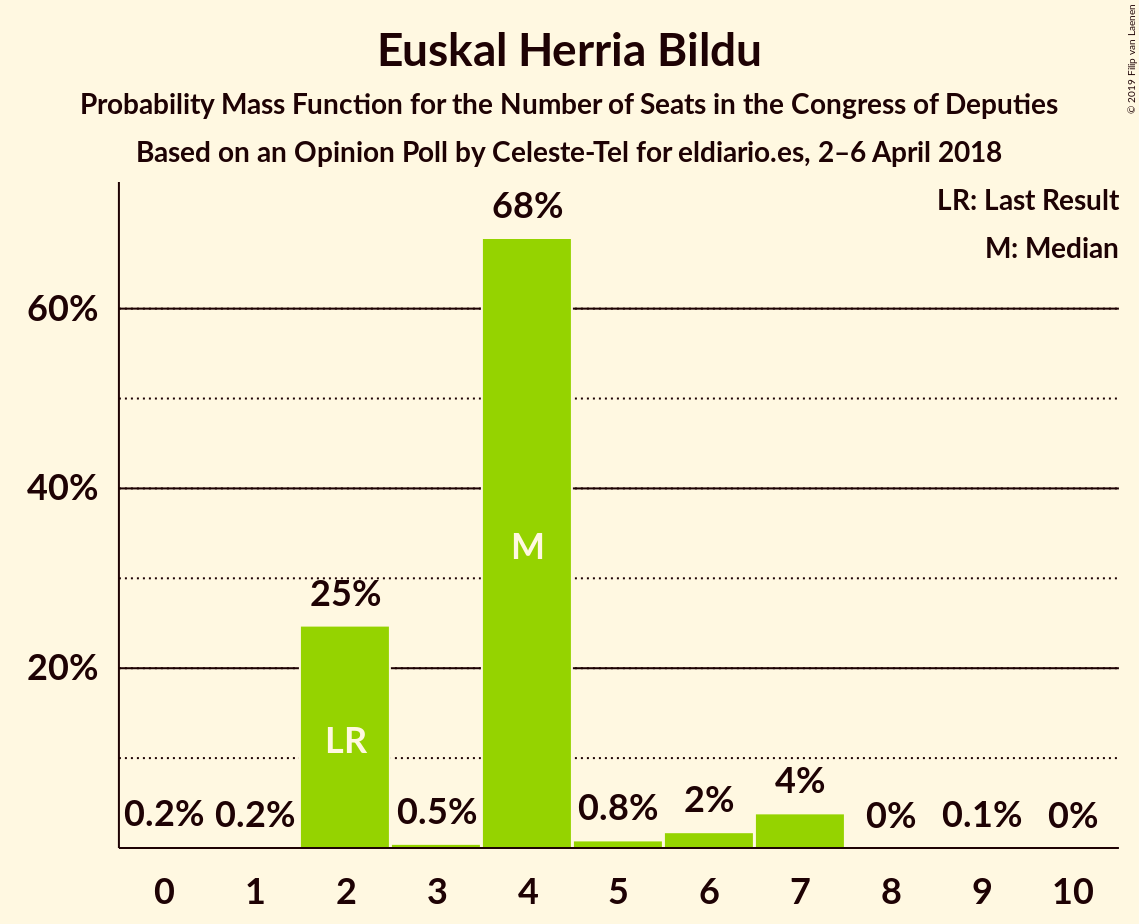 Euskal Herria Bildu
Probability Mass Function for the Number of Seats in the Congress of Deputies
Based on an Opinion Poll by Celeste-Tel for eldiario.es, 2–6 April 2018
© 2019 Filip van Laenen
LR: Last Result
M: Median
68%
60%
40%
M
25%
20%
LR
0.2% 0.2% 0.5% 0.8% 2% 4% 0% 0.1% 0%
0 1 2 3 4 5 6 7 8 9 10